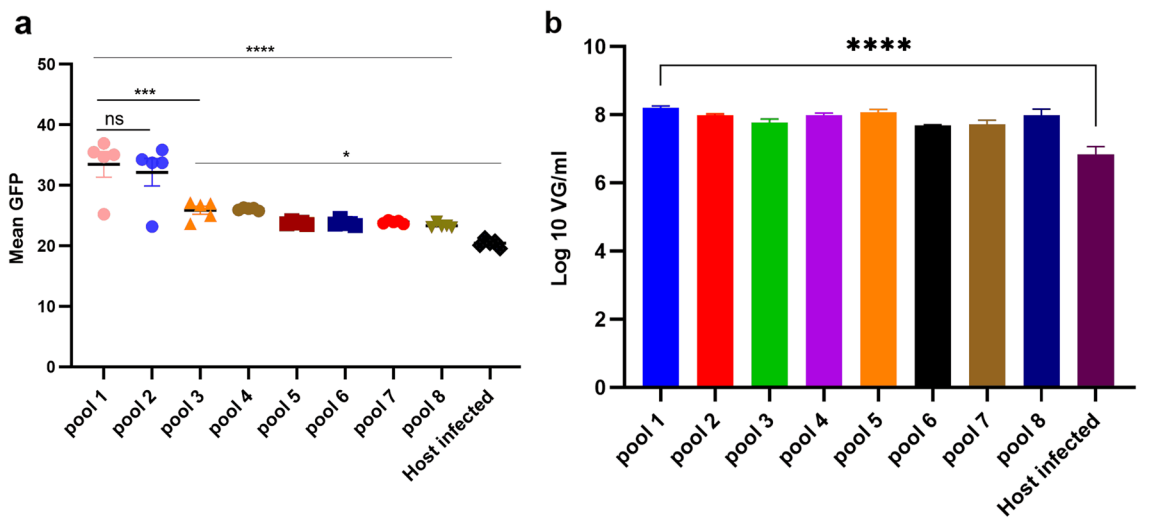 a
****
50
***
40
ns
*
30
20
10
0
Mean GFP
pool 1
pool 2
pool 3
pool 4
pool 5
pool 6
pool 7
pool 8
Host infected
b
****
10
8
6
4
2
0
Log 10 VG/ml
pool 1
pool 2
pool 3
pool 4
pool 5
pool 6
pool 7
pool 8
Host infected